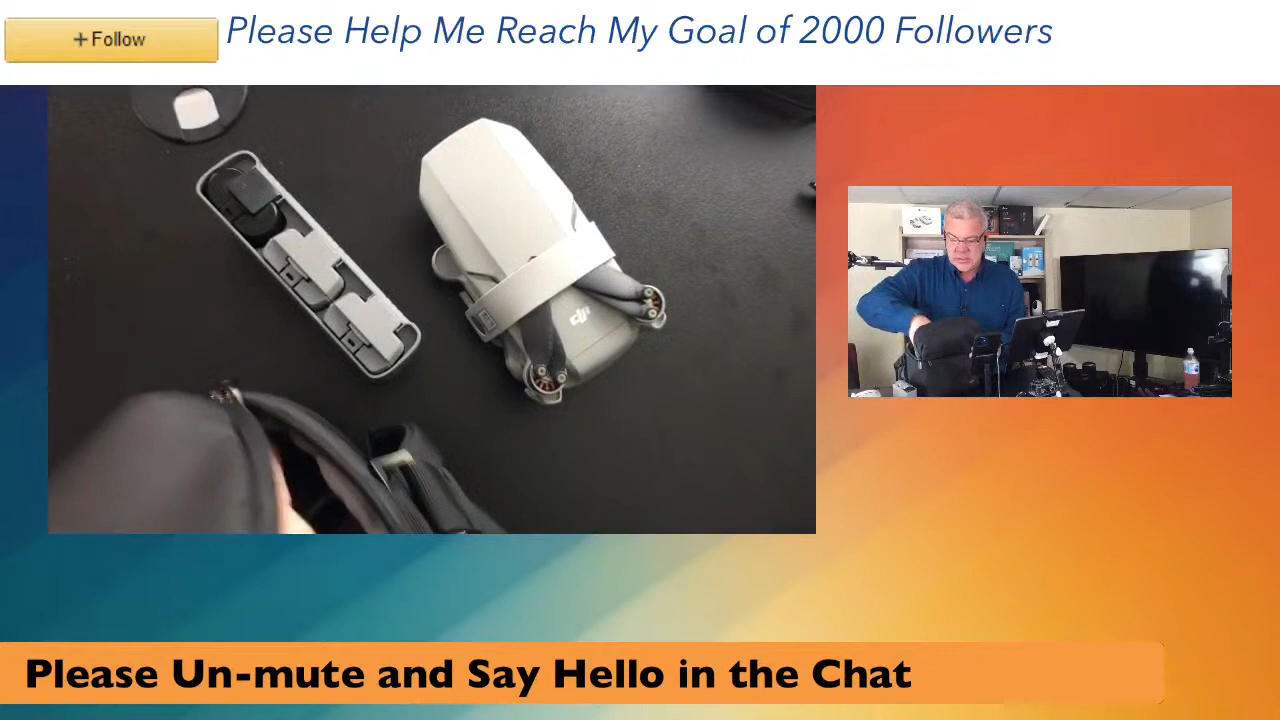 +Follow
Please Help Me Reach My Goal of 2000 Followers
dji
Please Un-mute and Say Hello in the Chat